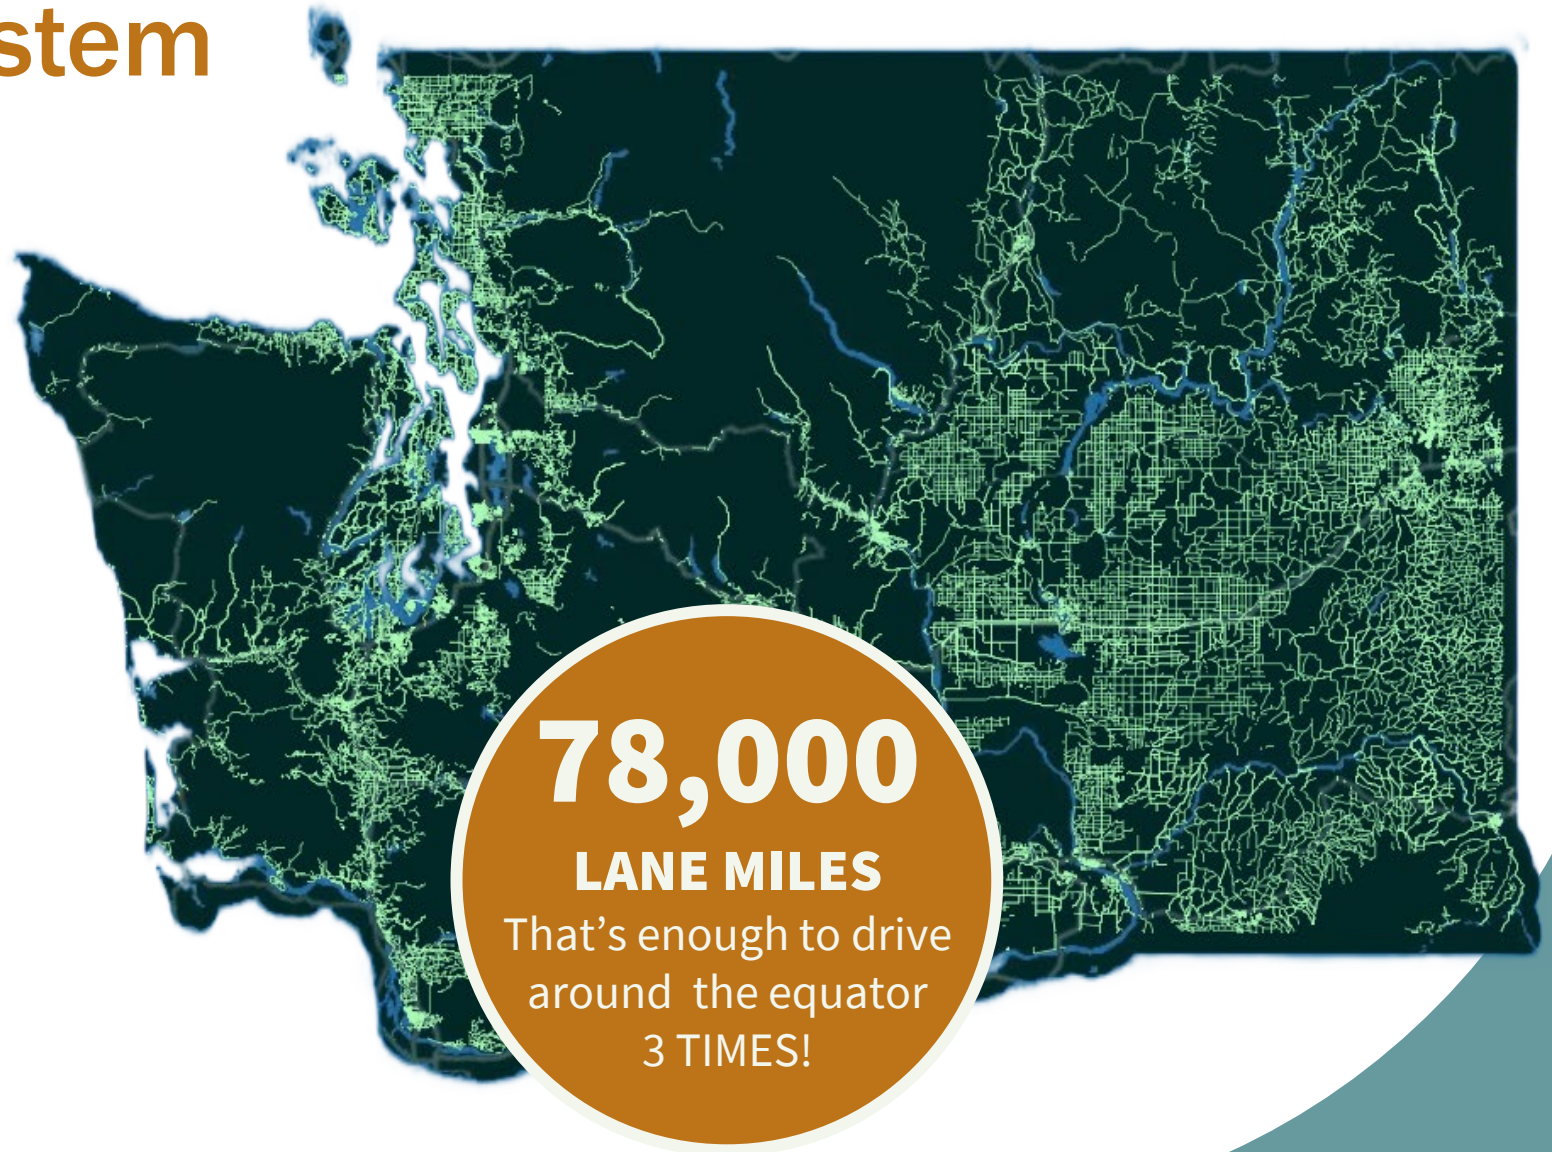 stem
78,000
LANE MILES
That’s enough to drive
around  the equator
3 TIMES!